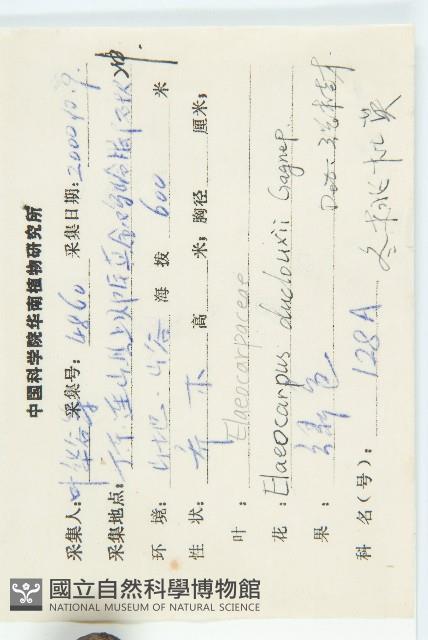 中国科学院华南植物研究所
采集人:叶华谷等 采集号: 4860 采集日期: 2000.10.9.
采集地点:
环 境: 山地.山谷 海 拔 600 米
性 状: 乔木 高 米, 胸径 厘米,
叶 : Elaeocarpaceae
花 : Elaeocarpus duclouxii Gagnep.
果 : 绿色 Det.
科 名(号): 128A
國立自然科學博物館
NATIONAL MUSEUM OF NATURAL SCIENCE